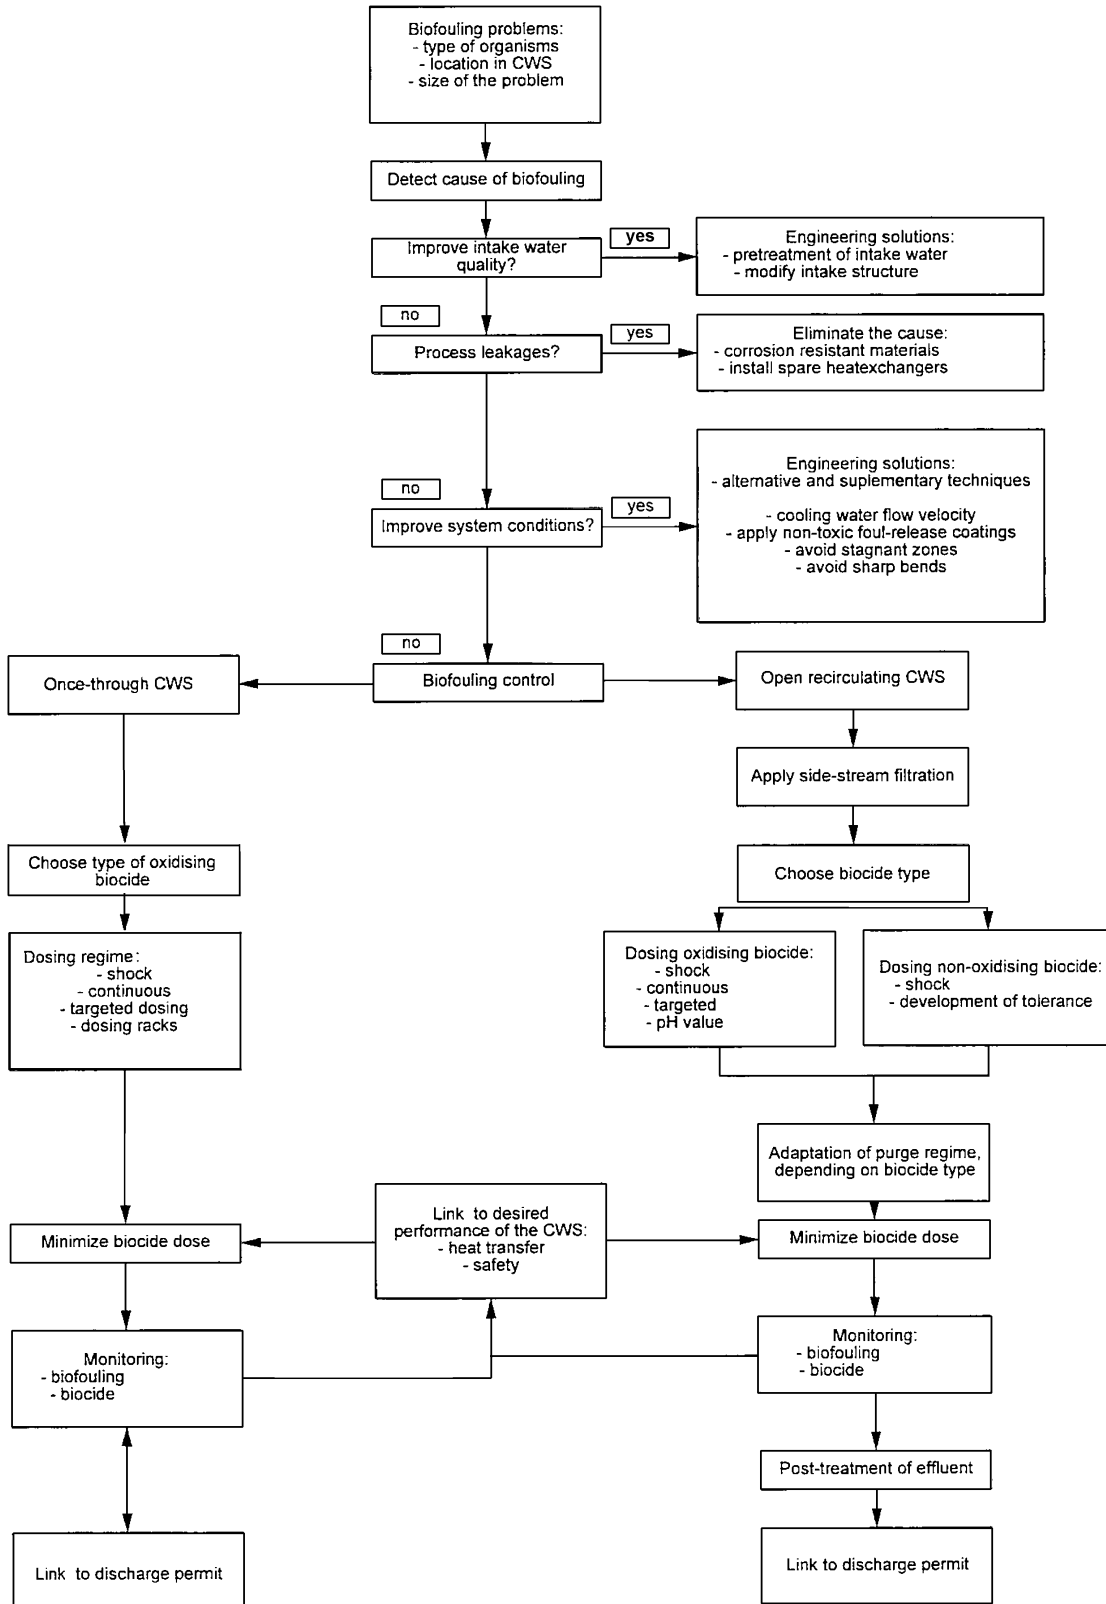 Biofouling problems:
- type of organisms
- location in CWS
- size of the problem
Detect cause of biofouling
Improve intake water
quality?
yes
Engineering solutions:
- pretreatment of intake water
- modify intake structure
no
Process leakages?
yes
Eliminate the cause:
- corrosion resistant materials
- install spare heatexchangers
no
Improve system conditions?
yes
Engineering solutions:
- alternative and suplementary techniques
- cooling water flow velocity
- apply non-toxic foul-release coatings
- avoid stagnant zones
- avoid sharp bends
no
Biofouling control
Once-through CWS
Open recirculating CWS
Apply side-stream filtration
Choose type of oxidising
biocide
Choose biocide type
Dosing regime:
- shock
- continuous
- targeted dosing
- dosing racks
Dosing oxidising biocide:
- shock
- continuous
- targeted
- pH value
Dosing non-oxidising biocide:
- shock
- development of tolerance
Adaptation of purge regime,
depending on biocide type
Minimize biocide dose
Link to desired
performance of the CWS:
- heat transfer
- safety
Minimize biocide dose
Monitoring:
- biofouling
- biocide
Monitoring:
- biofouling
- biocide
Post-treatment of effluent
Link to discharge permit
Link to discharge permit